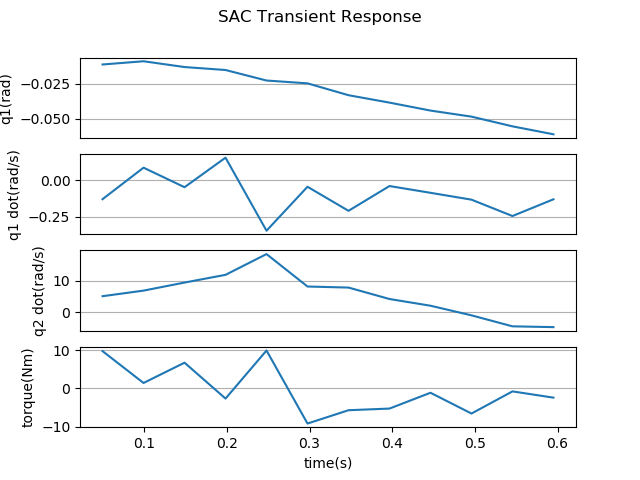 SAC Transient Response
q1(rad)
−0.025
−0.050
q1 dot(rad/s)
0.00
−0.25
q2 dot(rad/s)
10
0
torque(Nm)
10
0
−10
0.1 0.2 0.3 0.4 0.5 0.6
time(s)